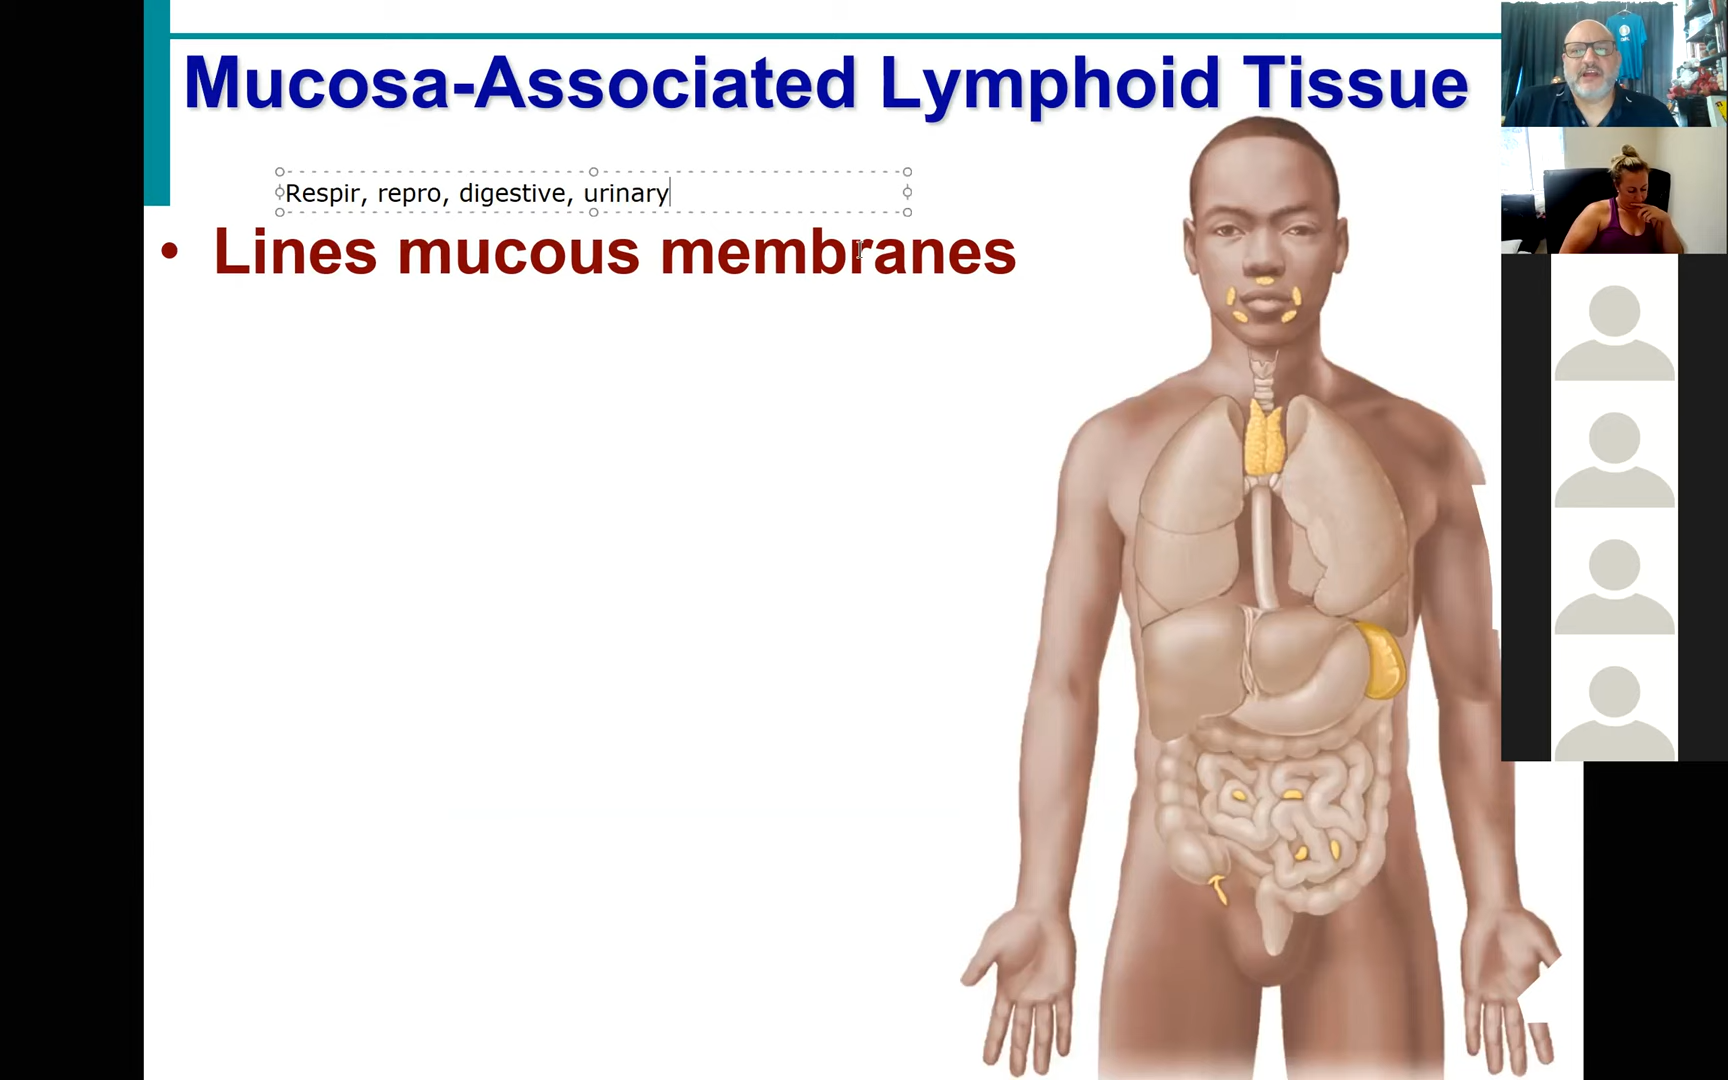 Mucosa-Associated Lymphoid Tissue
Respir, repro, digestive, urinary
• Lines mucous membranes